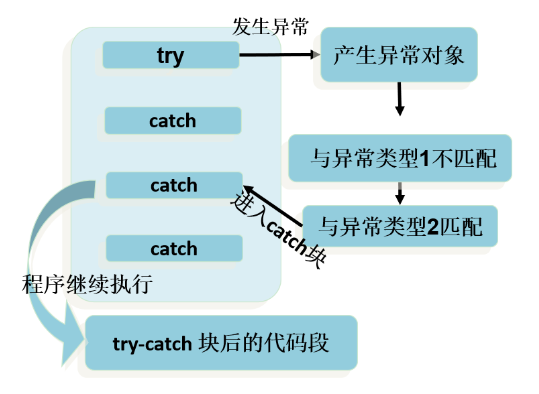 发生异常
try
产生异常对象
catch
与异常类型1不匹配
catch
进入catch块
与异常类型2匹配
catch
程序继续执行
try-catch 块后的代码段